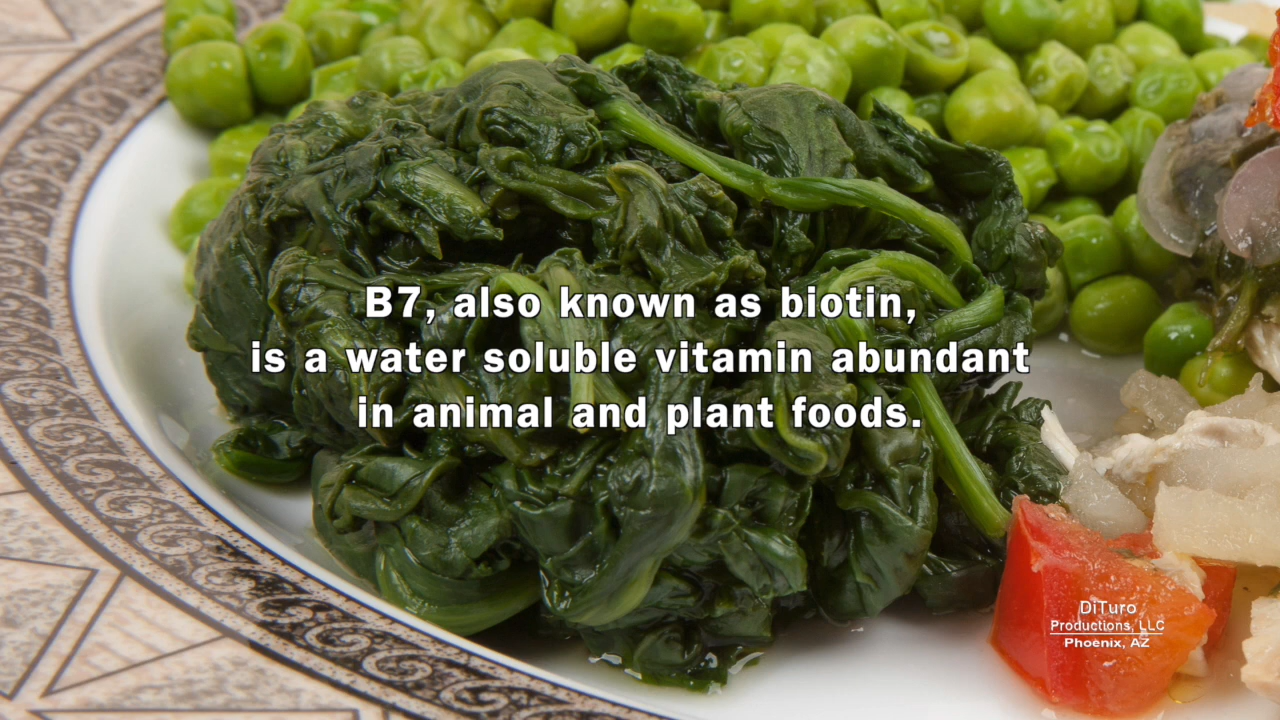 B7, also known as biotin,
is a water soluble vitamin abundant
in animal and plant foods.
DiTuro
Productions, LLC
Phoenix, AZ